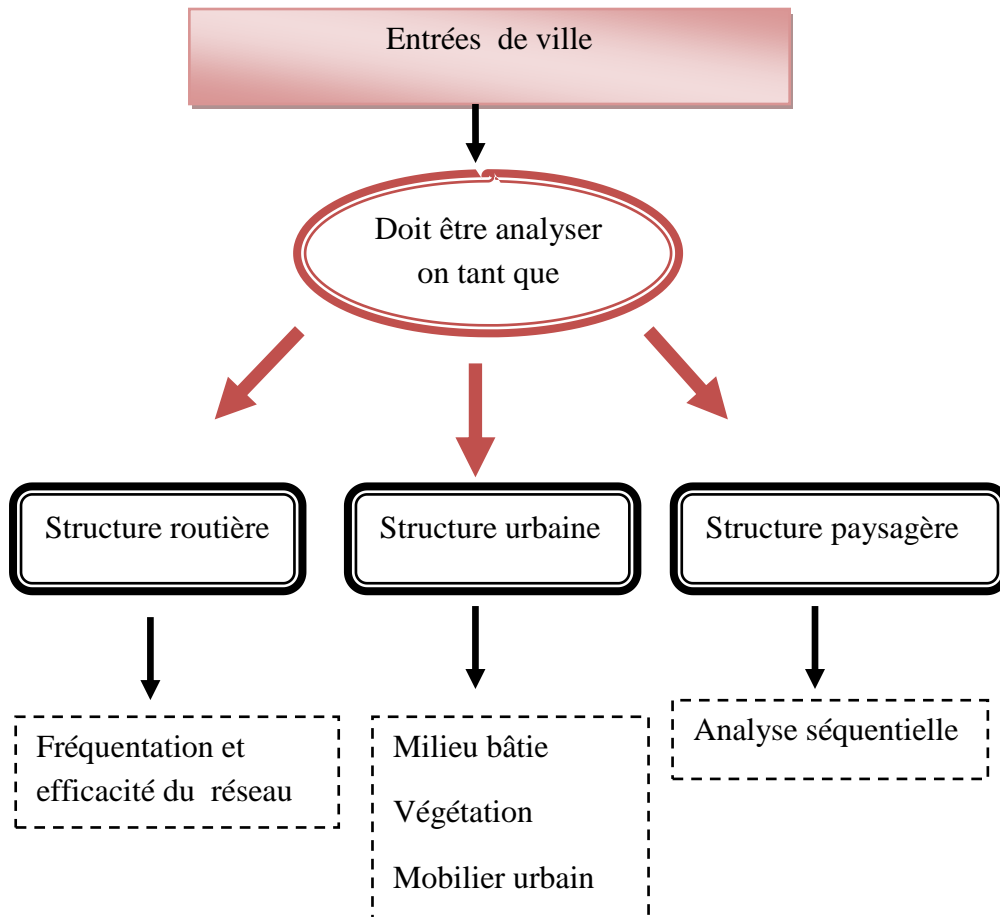 Entrées de ville
Doit être analyser
on tant que
Structure routière
Structure urbaine
Structure paysagère
Fréquentation et
efficacité du réseau
Milieu bâtie
Végétation
Mobilier urbain
Analyse séquentielle